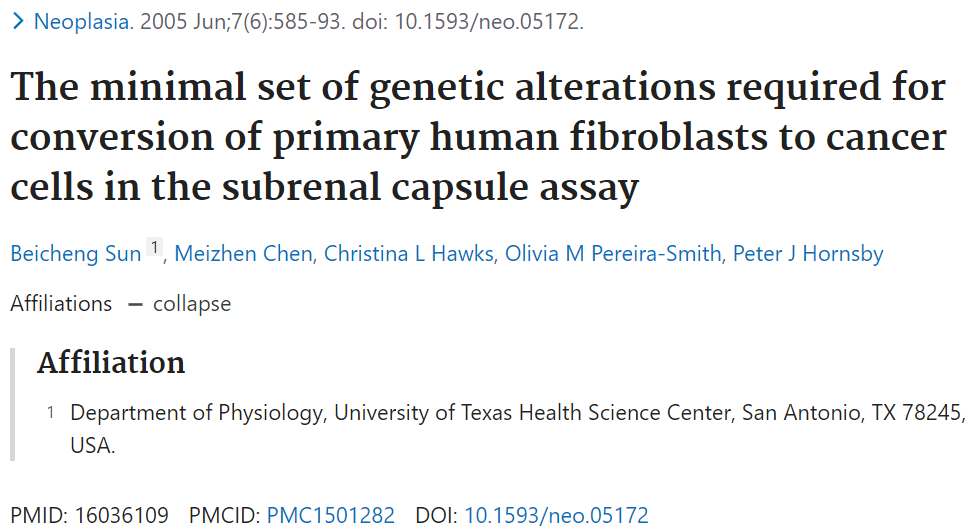 Neoplasia. 2005 Jun;7(6):585-93. doi: 10.1593/neo.05172.
The minimal set of genetic alterations required for
conversion of primary human fibroblasts to cancer
cells in the subrenal capsule assay
Beicheng Sun 1, Meizhen Chen, Christina L Hawks, Olivia M Pereira-Smith, Peter J Hornsby
Affiliations — collapse
Affiliation
1 Department of Physiology, University of Texas Health Science Center, San Antonio, TX 78245,
USA.
PMID: 16036109 PMCID: PMC1501282 DOI: 10.1593/neo.05172